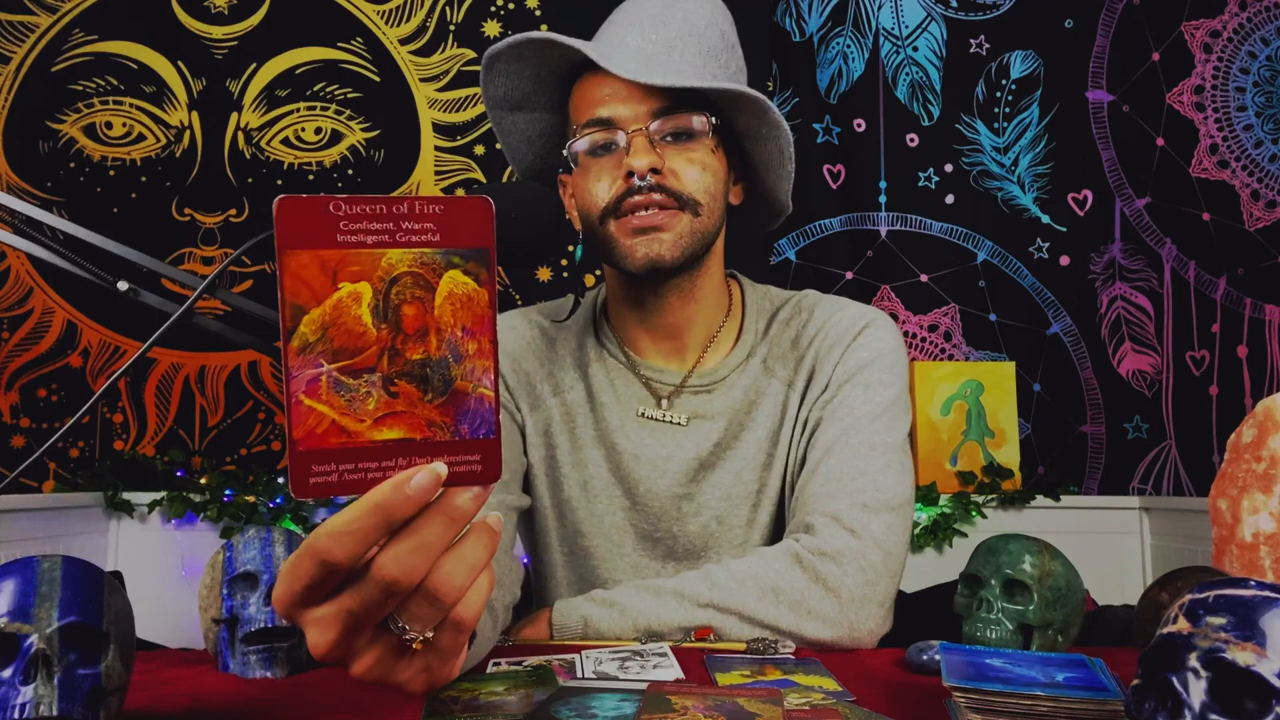 Queen of Fire
Confident, Warm,
Intelligent, Graceful
Stretch your wings and fly! Don't underestimate
yourself. Assert your creativity
FINESSE